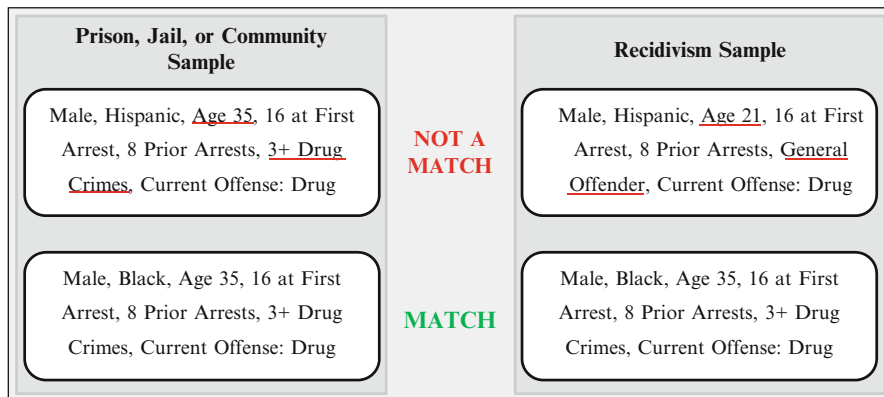 Prison, Jail, or Community
Sample
Male, Hispanic, Age 35, 16 at First
Arrest, 8 Prior Arrests, 3+ Drug
Crimes, Current Offense: Drug
Male, Black, Age 35, 16 at First
Arrest, 8 Prior Arrests, 3+ Drug
Crimes, Current Offense: Drug
NOT A
MATCH
MATCH
Recidivism Sample
Male, Hispanic, Age 21, 16 at First
Arrest, 8 Prior Arrests, General
Offender, Current Offense: Drug
Male, Black, Age 35, 16 at First
Arrest, 8 Prior Arrests, 3+ Drug
Crimes, Current Offense: Drug